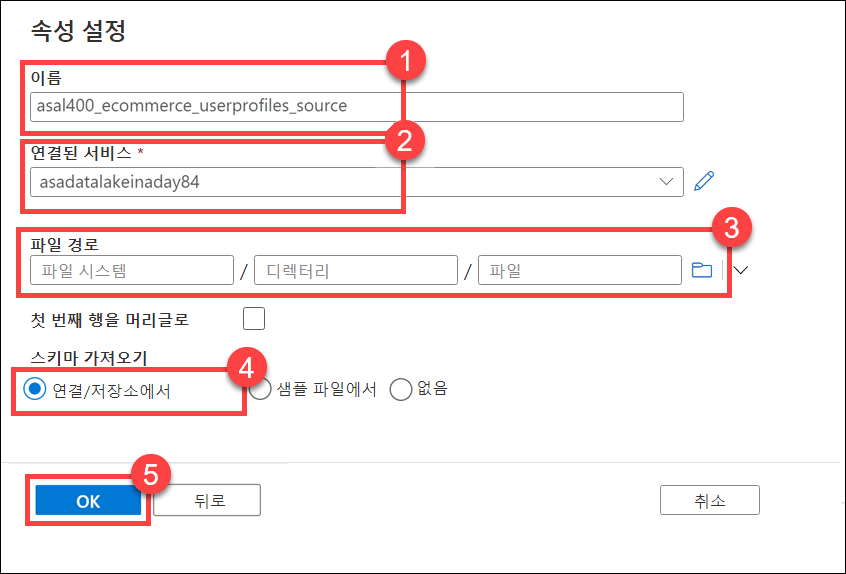 속성 설정
1
이름
asal400_ecommerce_userprofiles_source
2
연결된 서비스 *
asadatalakeinaday84
3
파일 경로
파일 시스템 / 디렉터리 / 파일
첫 번째 행을 머리글로
스키마 가져오기
4
연결/저장소에서 샘플 파일에서 없음
5
OK 뒤로 취소